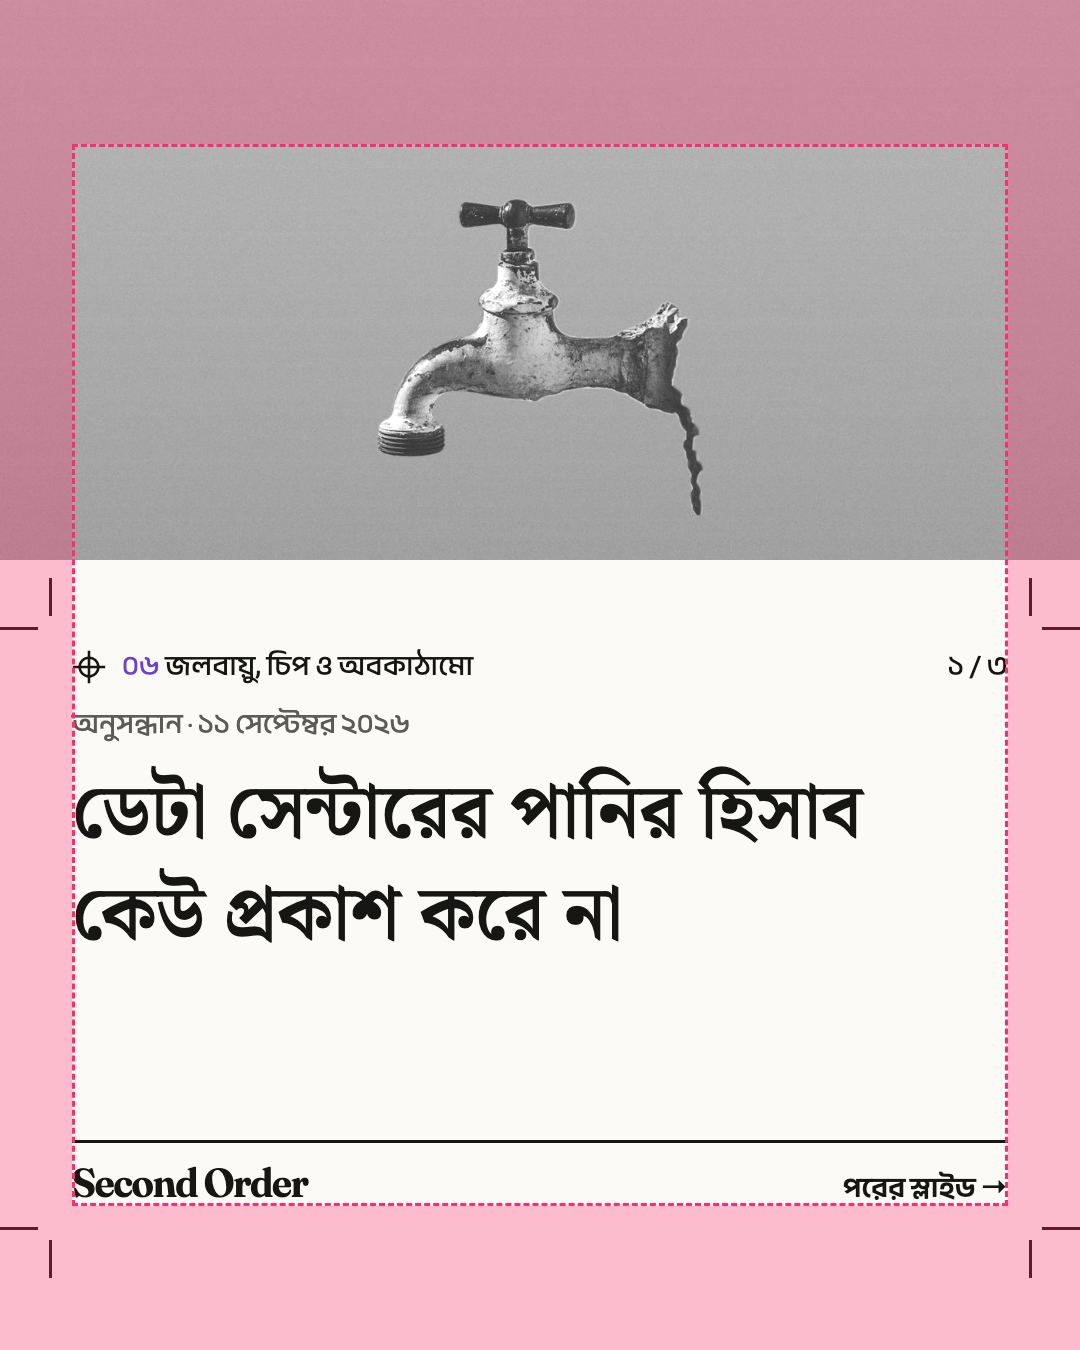 ০৬ জলবায়ু, চিপ ও অবকাঠামো
১ / ৩
অনুসন্ধান · ১১ সেপ্টেম্বর ২০২৬
ডেটা সেন্টারের পানির হিসাব
কেউ প্রকাশ করে না
Second Order
পরের স্লাইড →